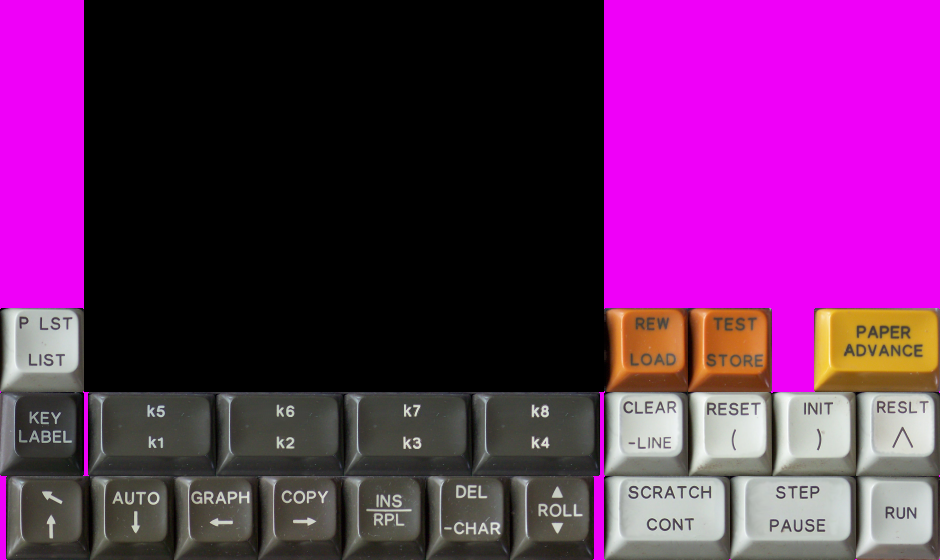 P LST
LIST
REW
LOAD
TEST
STORE
PAPER
ADVANCE
KEY
LABEL
k5
k1
k6
k2
k7
k3
k8
k4
CLEAR
-LINE
RESET
(
INIT
)
RESLT
⋀
↖
↑
AUTO
↓
GRAPH
←
COPY
→
INS
RPL
DEL
-CHAR
▲
ROLL
▼
SCRATCH
CONT
STEP
PAUSE
RUN